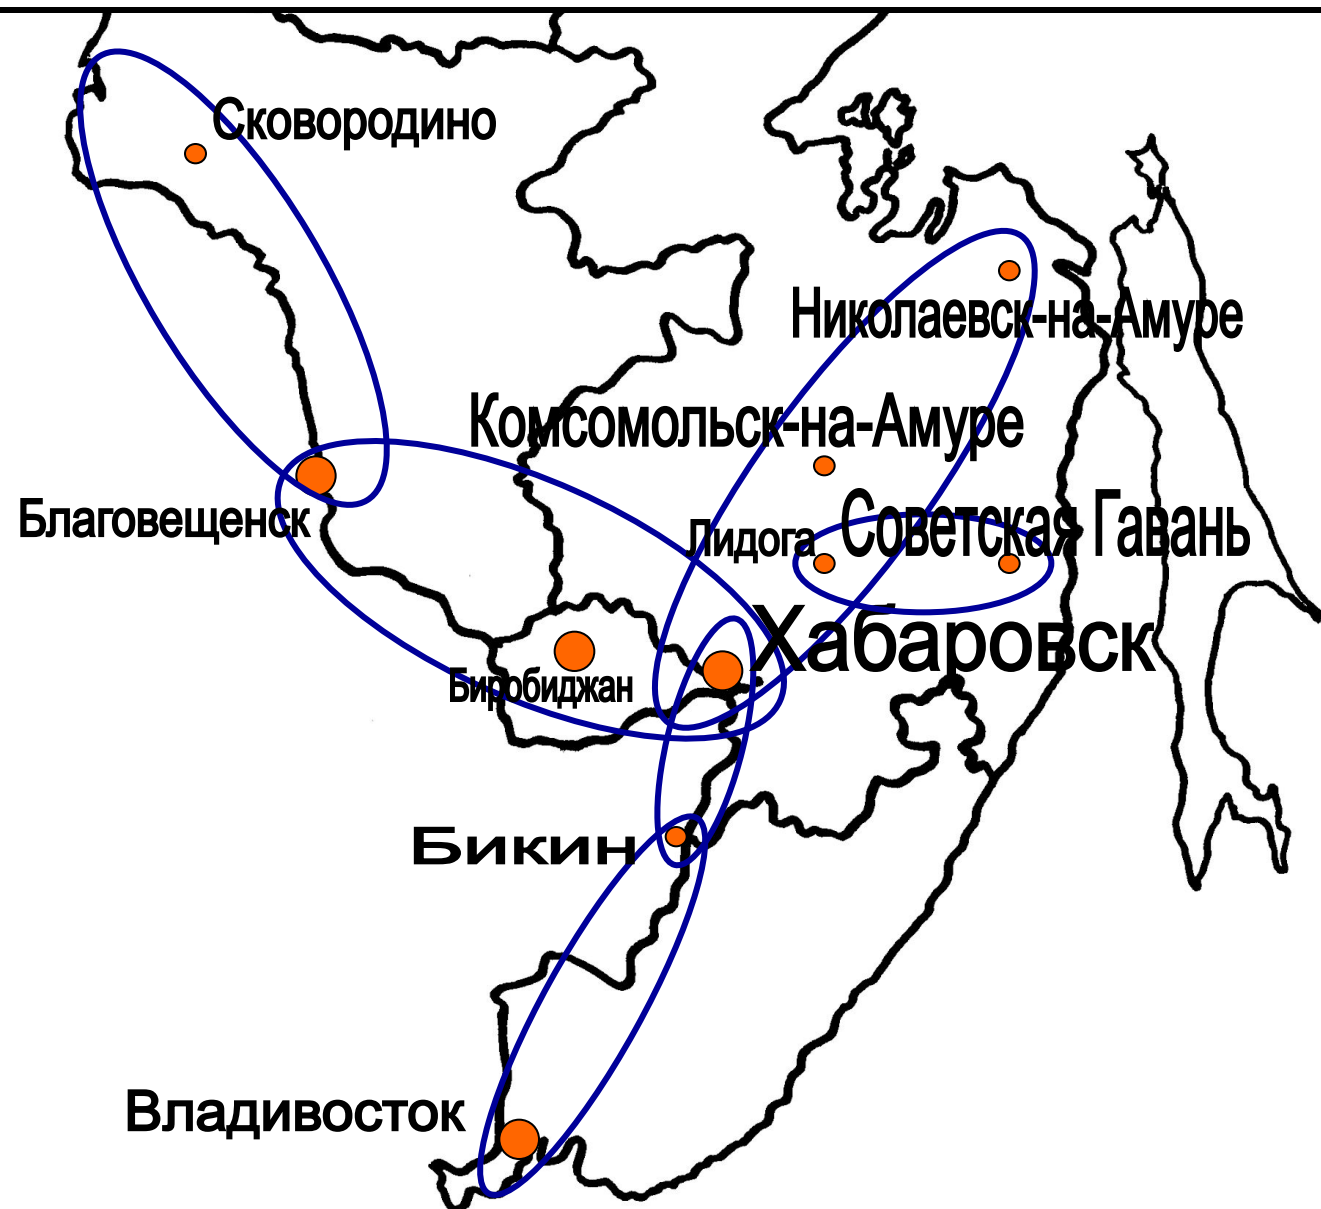 Сковородино
Николаевск-на-Амуре
Комсомольск-на-Амуре
Советская Гавань
Благовещенск
Лидога
Хабаровск
Биробиджан
Бикин
Владивосток